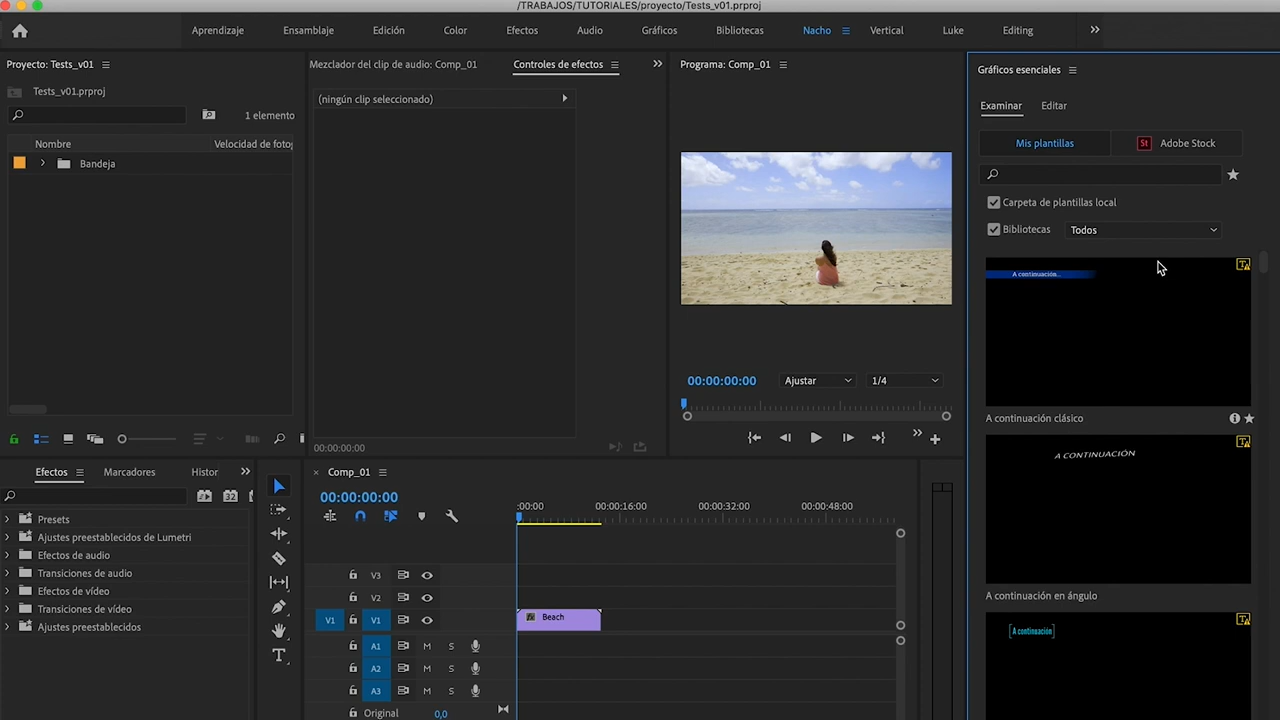 /TRABAJOS/TUTORIALES/proyecto/Tests_v01.prproj
Aprendizaje Ensamblaje Edición Color Efectos Audio Gráficos Bibliotecas Nacho Vertical Luke Editing
Proyecto: Tests_v01
Tests_v01.prproj
1 elemento
Nombre Velocidad de foto
Bandeja
Mezclador del clip de audio: Comp_01 Controles de efectos
(ningún clip seleccionado)
00:00:00:00
Programa: Comp_01
00:00:00:00 Ajustar 1/4
Gráficos esenciales
Examinar Editar
Mis plantillas St Adobe Stock
Carpeta de plantillas local
Bibliotecas Todos
A continuación...
A continuación clásico
A CONTINUACIÓN
A continuación en ángulo
A continuación
Efectos Marcadores Histor
32
Presets
Ajustes preestablecidos de Lumetri
Efectos de audio
Transiciones de audio
Efectos de vídeo
Transiciones de vídeo
Ajustes preestablecidos
Comp_01
00:00:00:00
:00:00 00:00:16:00 00:00:32:00 00:00:48:00
V3
V2
V1 V1 Beach
A1 M S
A2 M S
A3 M S
Original 0,0